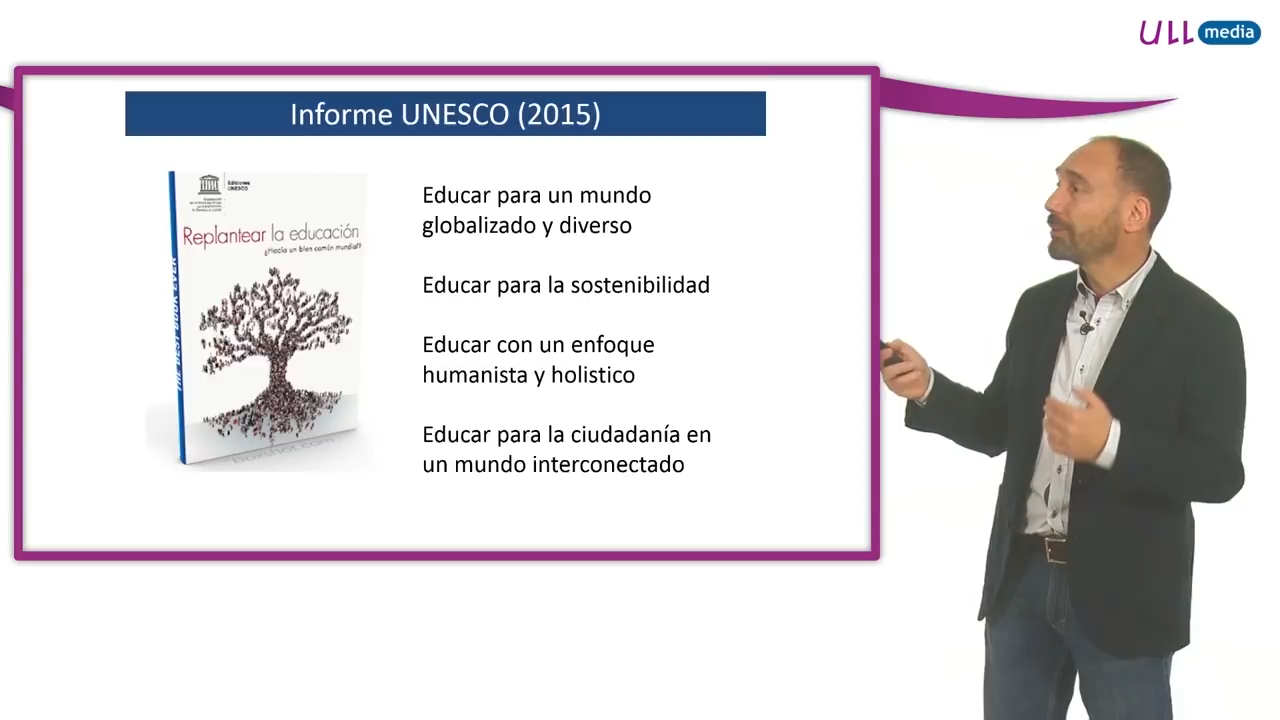 ULL media
Informe UNESCO (2015)
Ediciones
UNESCO
Replantear la educación
¿Hacia un bien común mundial?
THE BEST BOOK EVER
Educar para un mundo
globalizado y diverso
Educar para la sostenibilidad
Educar con un enfoque
humanista y holistico
Educar para la ciudadanía en
un mundo interconectado